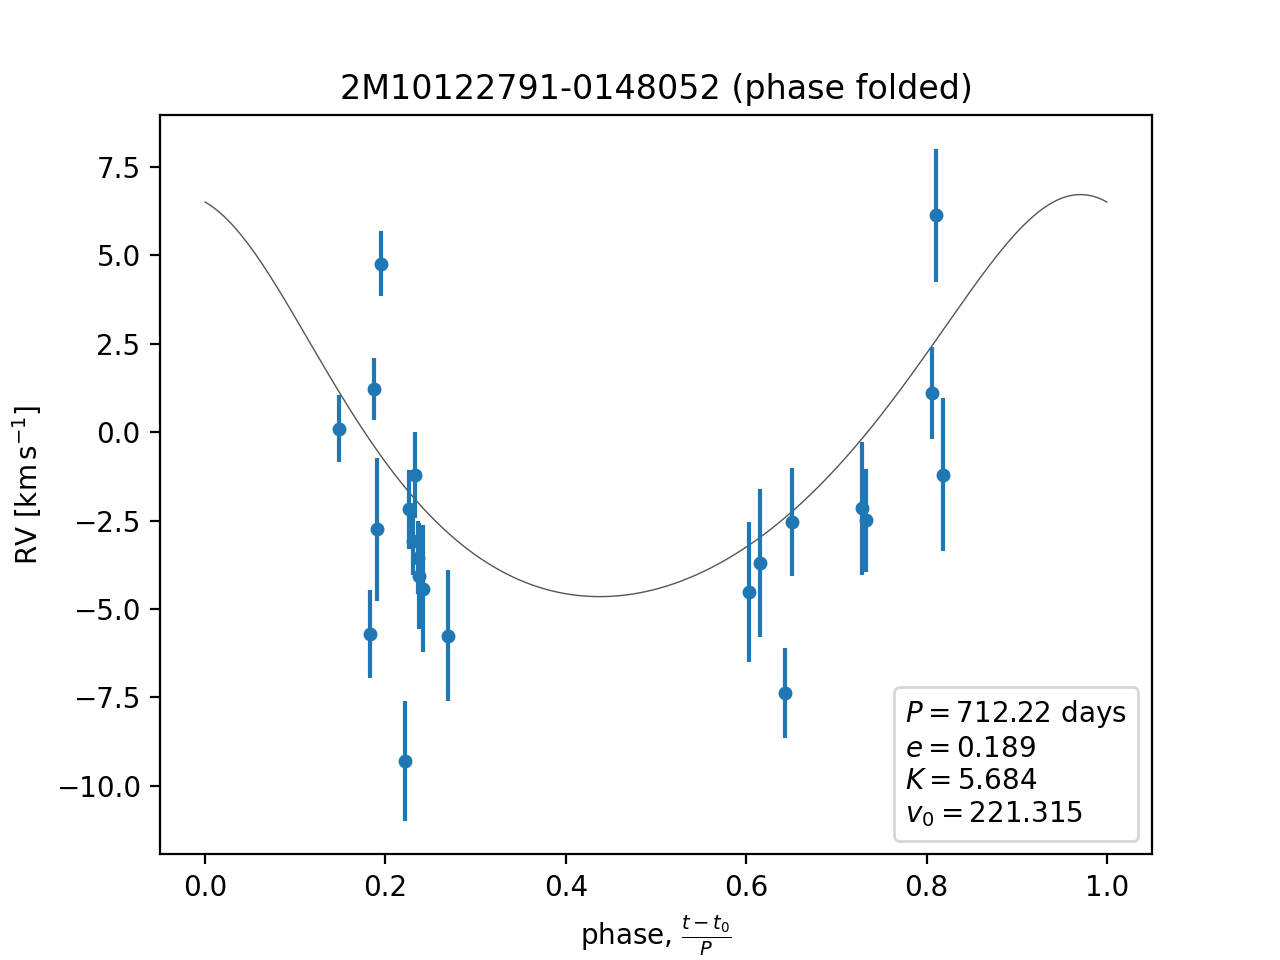 2M10122791-0148052 (phase folded)
7.5
5.0
2.5
0.0
−2.5
−5.0
−7.5
−10.0
RV [km s⁻¹]
P = 712.22 days
e = 0.189
K = 5.684
v₀ = 221.315
0.0 0.2 0.4 0.6 0.8 1.0
phase, (t − t₀)/P